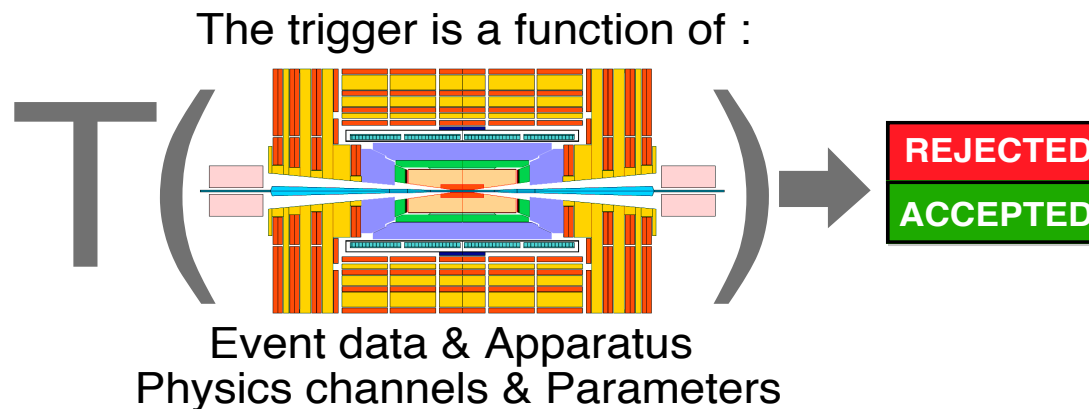 The trigger is a function of :
T( )
REJECTED
ACCEPTED
Event data & Apparatus
Physics channels & Parameters